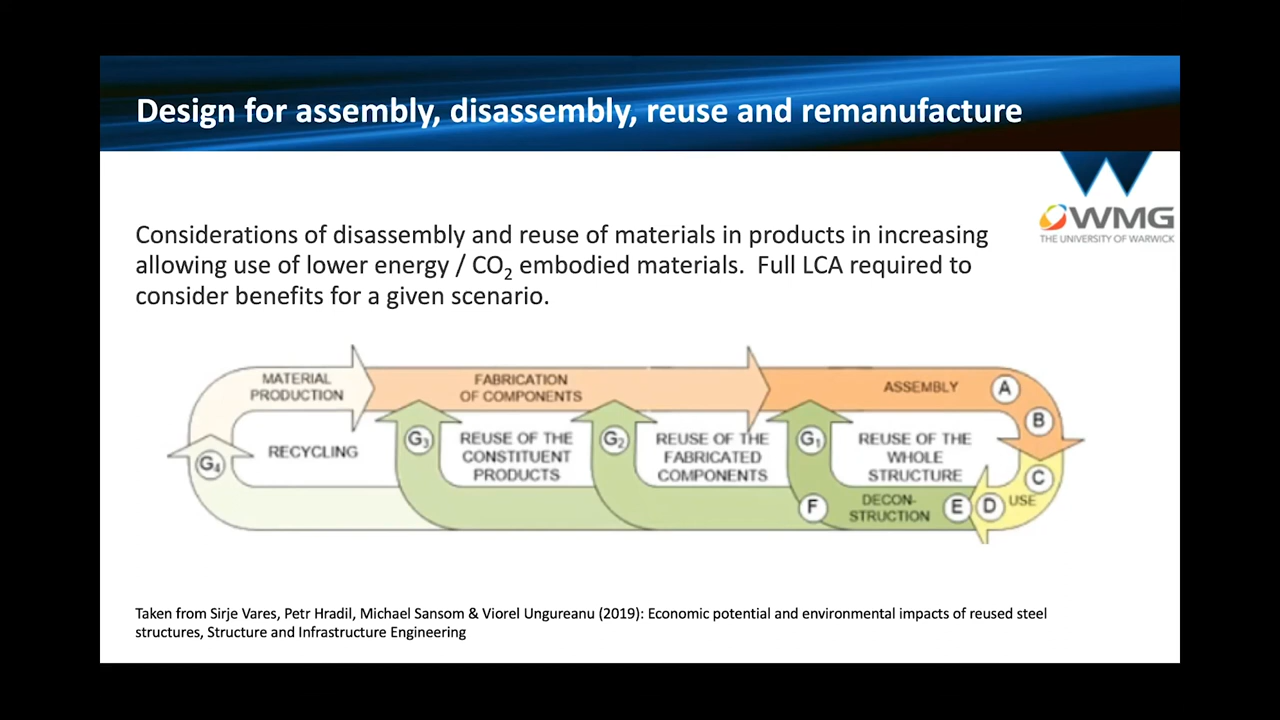 Design for assembly, disassembly, reuse and remanufacture
WMG
THE UNIVERSITY OF WARWICK
Considerations of disassembly and reuse of materials in products in increasing
allowing use of lower energy / CO₂ embodied materials.  Full LCA required to
consider benefits for a given scenario.
MATERIAL
PRODUCTION
FABRICATION
OF COMPONENTS
ASSEMBLY
A
B
G₄
RECYCLING
G₃
REUSE OF THE
CONSTITUENT
PRODUCTS
G₂
REUSE OF THE
FABRICATED
COMPONENTS
G₁
REUSE OF THE
WHOLE
STRUCTURE
C
USE
D
E
DECON-
STRUCTION
F
Taken from Sirje Vares, Petr Hradil, Michael Sansom & Viorel Ungureanu (2019): Economic potential and environmental impacts of reused steel
structures, Structure and Infrastructure Engineering